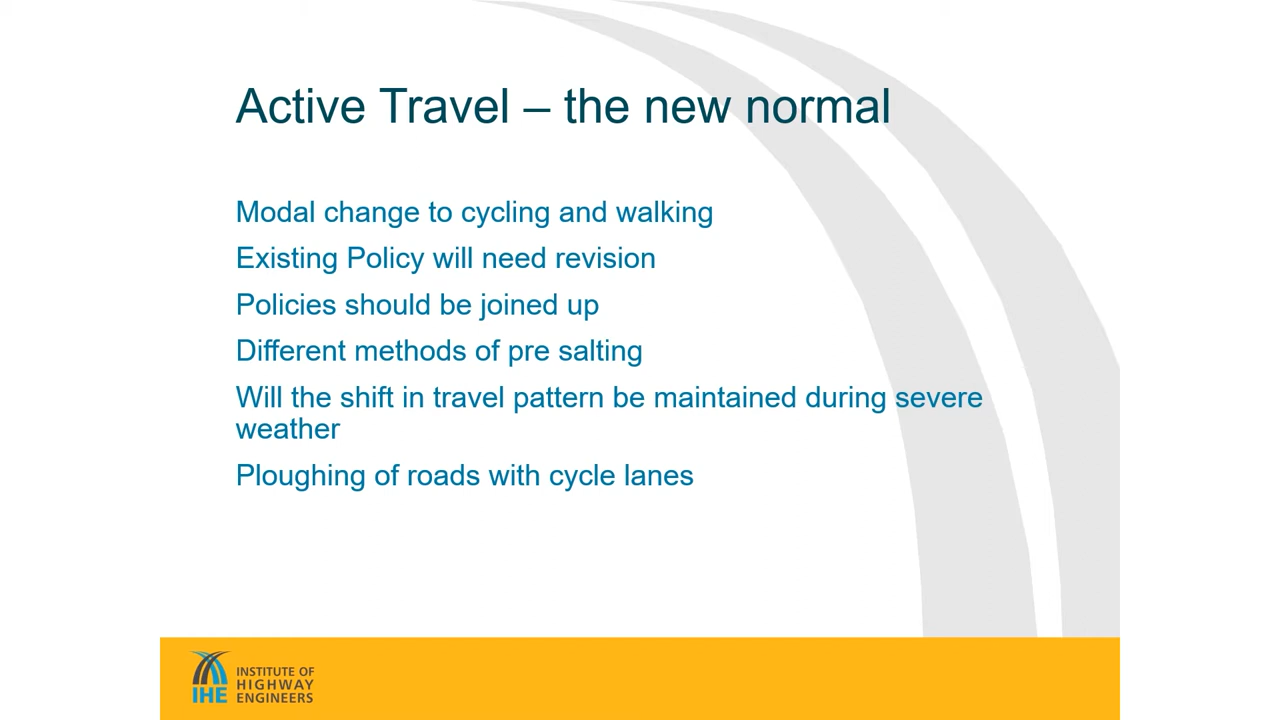 Active Travel – the new normal
Modal change to cycling and walking
Existing Policy will need revision
Policies should be joined up
Different methods of pre salting
Will the shift in travel pattern be maintained during severe
weather
Ploughing of roads with cycle lanes
IHE
INSTITUTE OF
HIGHWAY
ENGINEERS